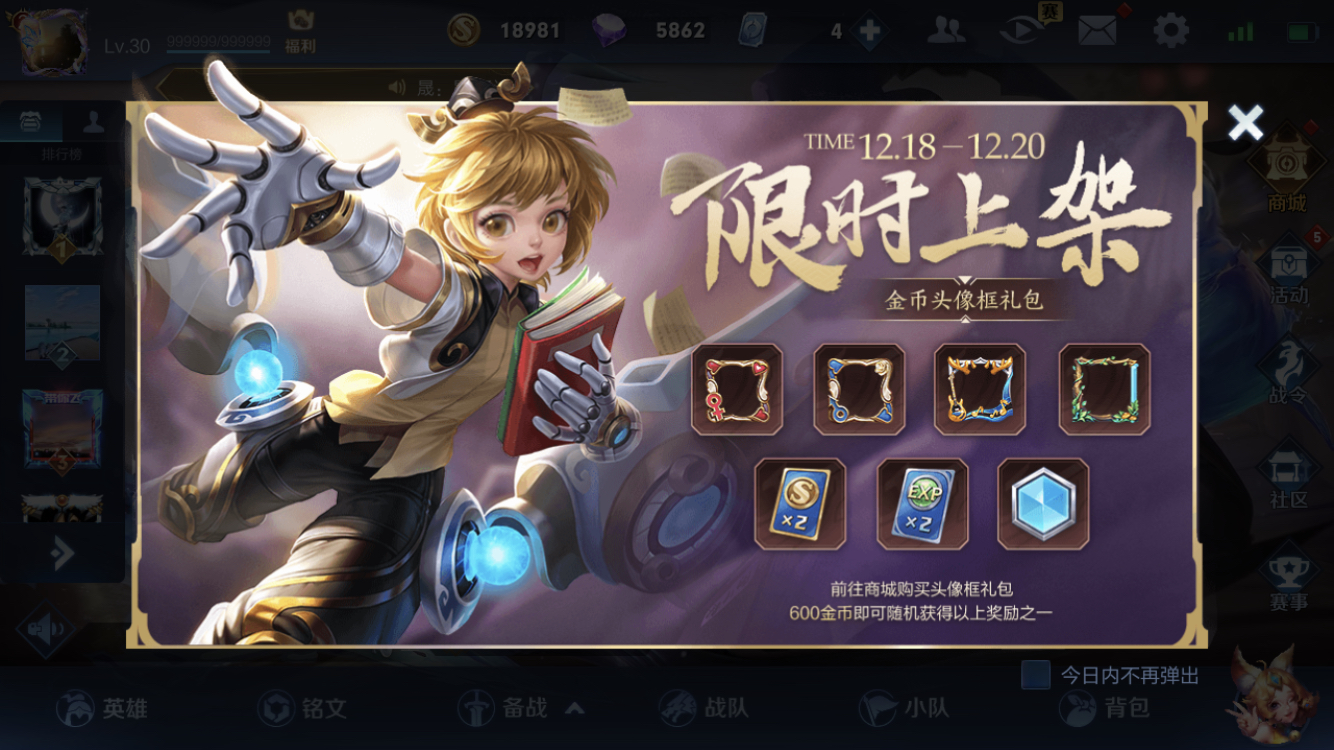 Lv.30
999999/999999
福利
18981
5862
4
赛
晟:
排行榜
1
2
3
TIME 12.18—12.20
限时上架
金币头像框礼包
×2
EXP
×2
前往商城购买头像框礼包
600金币即可随机获得以上奖励之一
商城
5
活动
战令
社区
赛事
今日内不再弹出
英雄
铭文
备战
战队
小队
背包